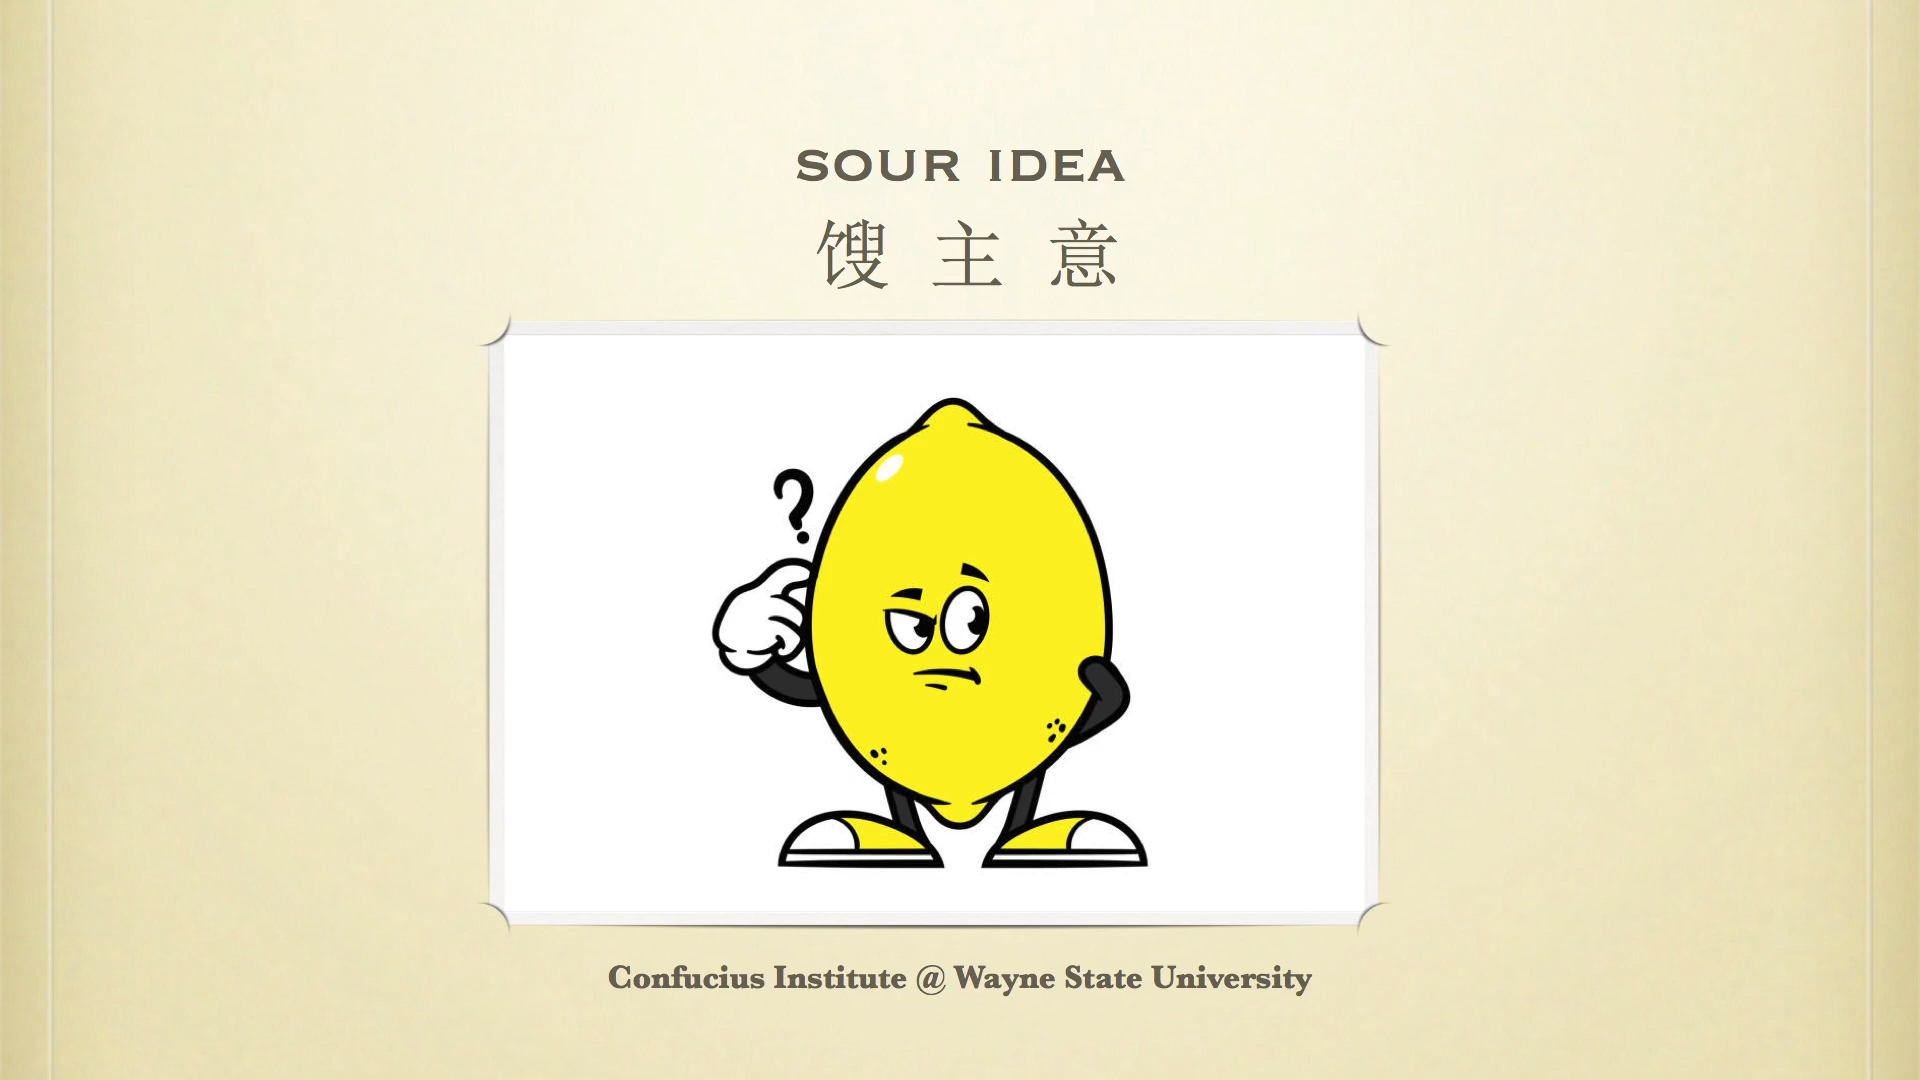 SOUR IDEA
馊 主 意
?
Confucius Institute @ Wayne State University